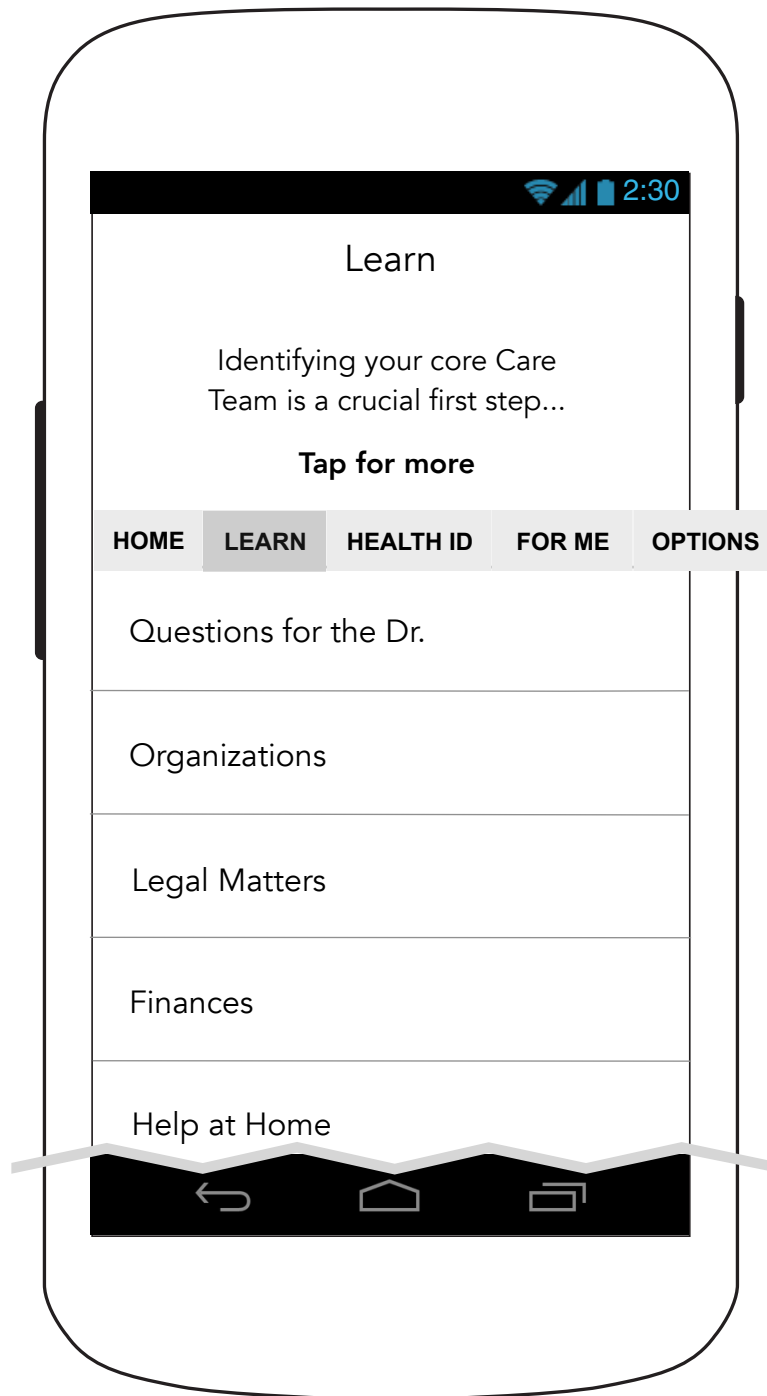 2:30
Learn
Identifying your core Care
Team is a crucial first step...
Tap for more
HOME LEARN HEALTH ID FOR ME OPTIONS
Questions for the Dr.
Organizations
Legal Matters
Finances
Help at Home